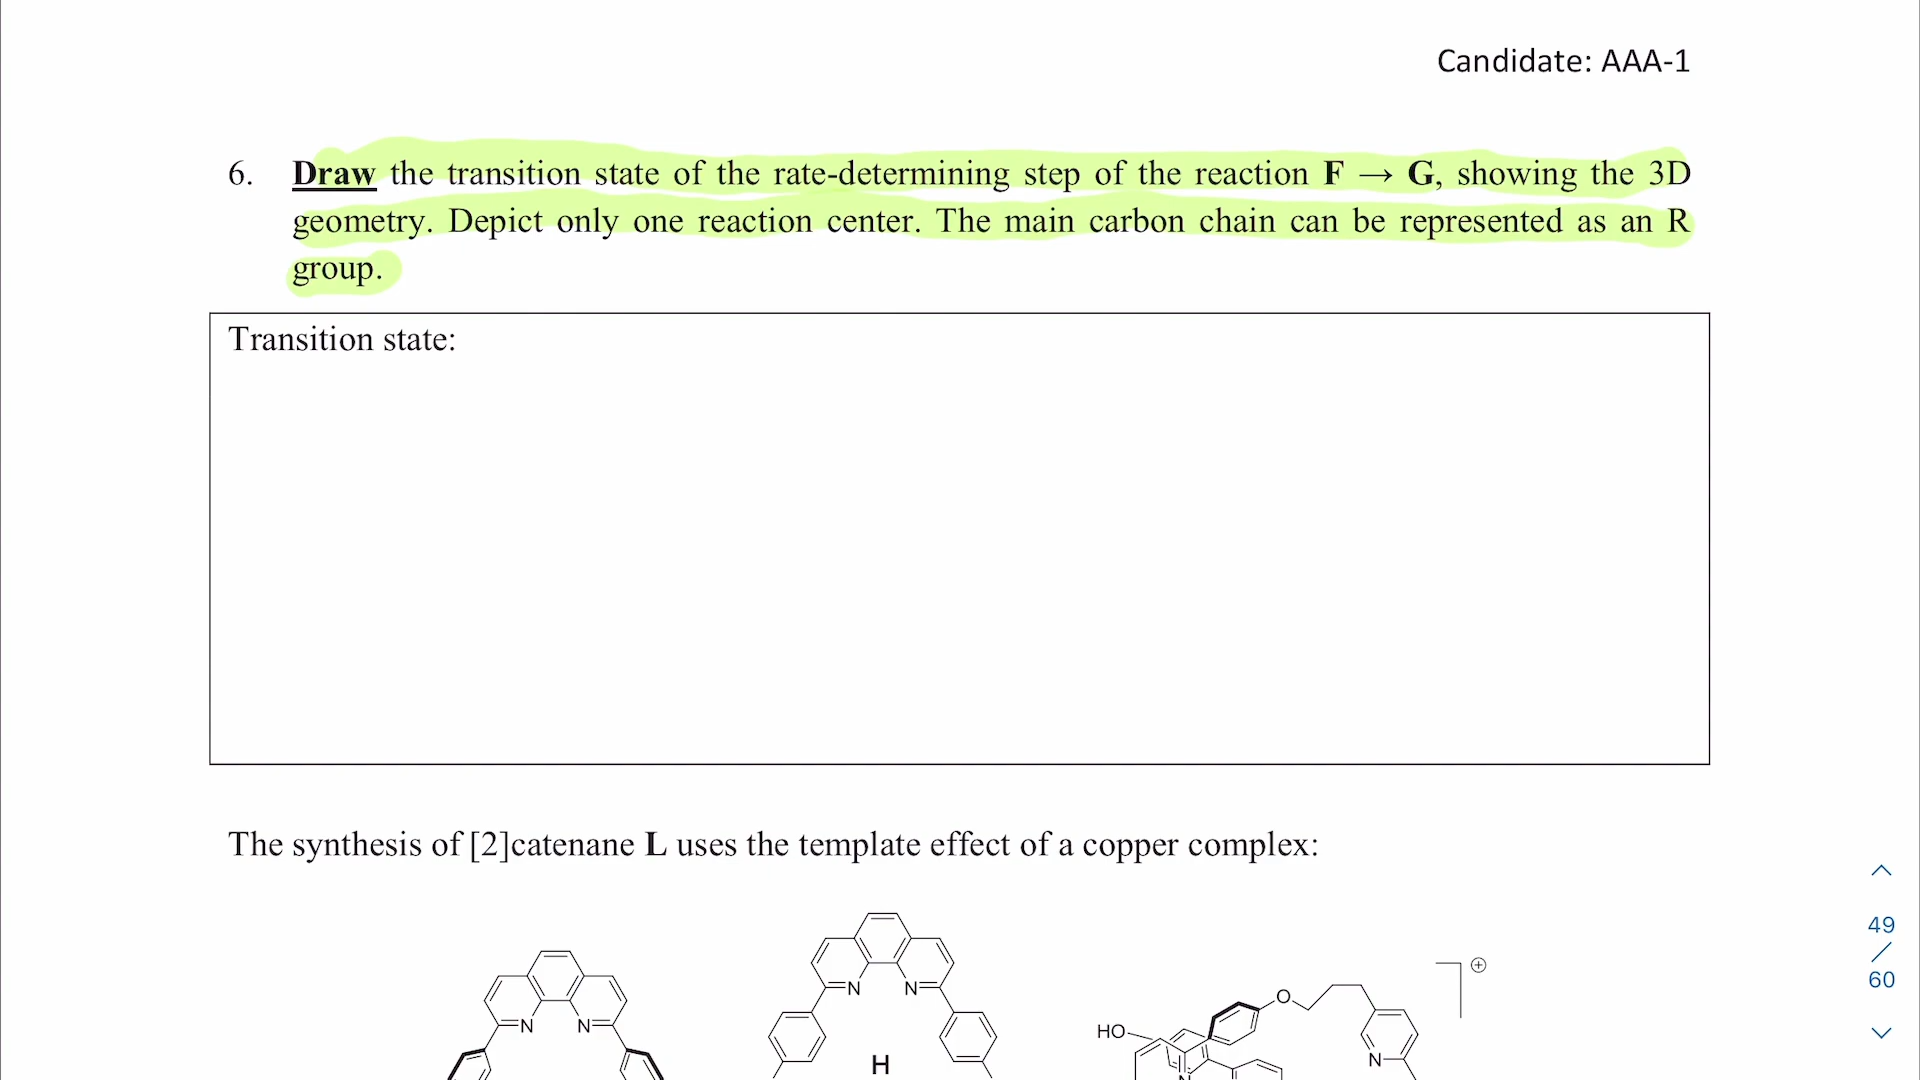 Candidate: AAA-1
6. Draw the transition state of the rate-determining step of the reaction F → G, showing the 3D
geometry. Depict only one reaction center. The main carbon chain can be represented as an R
group.
Transition state:
The synthesis of [2]catenane L uses the template effect of a copper complex:
49
/
60
N N
N N
H
+
O
HO
N
N